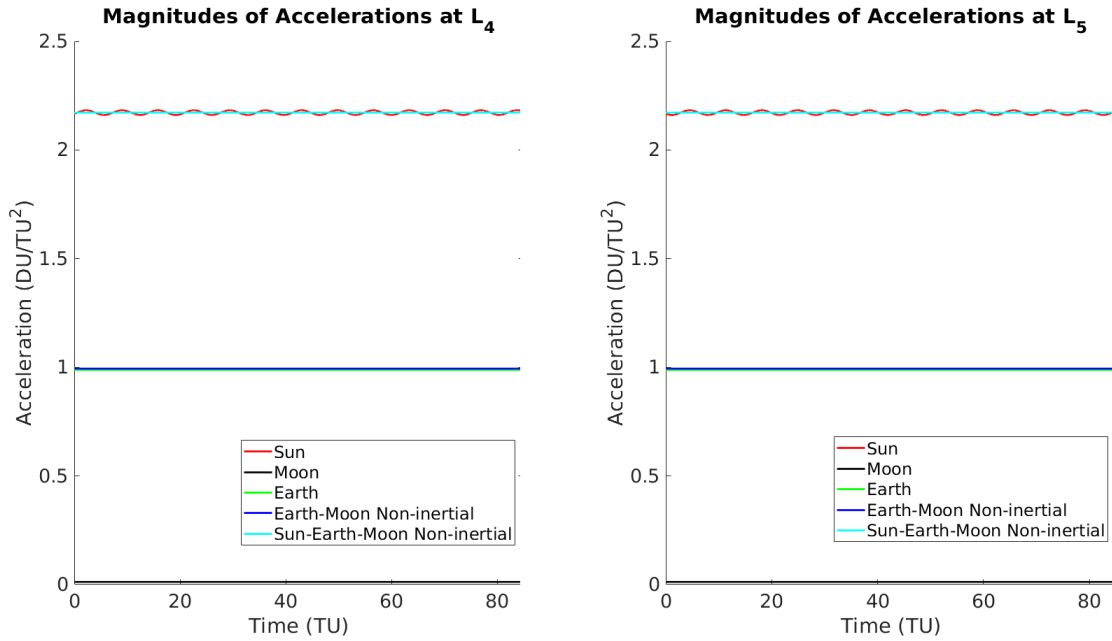 Magnitudes of Accelerations at L4
2.5
2
1.5
1
0.5
0
Acceleration (DU/TU2)
Sun
Moon
Earth
Earth-Moon Non-inertial
Sun-Earth-Moon Non-inertial
0 20 40 60 80
Time (TU)
Magnitudes of Accelerations at L5
2.5
2
1.5
1
0.5
0
Acceleration (DU/TU2)
Sun
Moon
Earth
Earth-Moon Non-inertial
Sun-Earth-Moon Non-inertial
0 20 40 60 80
Time (TU)